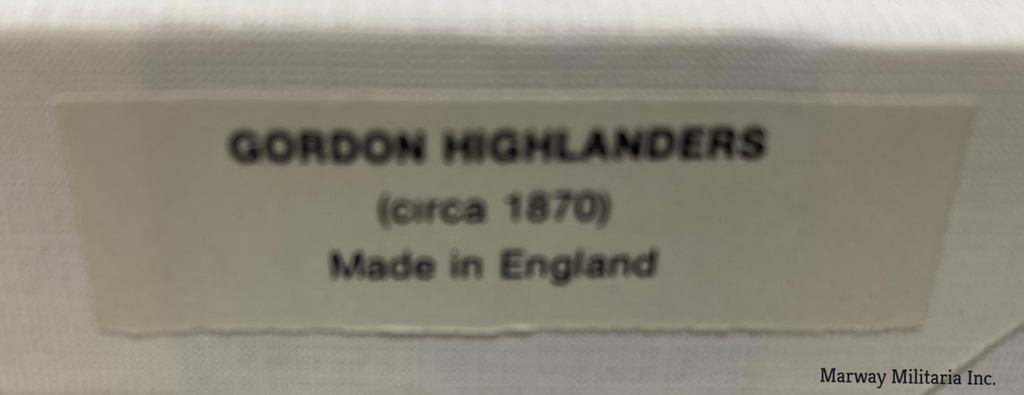 GORDON HIGHLANDERS
(circa 1870)
Made in England
Marway Militaria Inc.